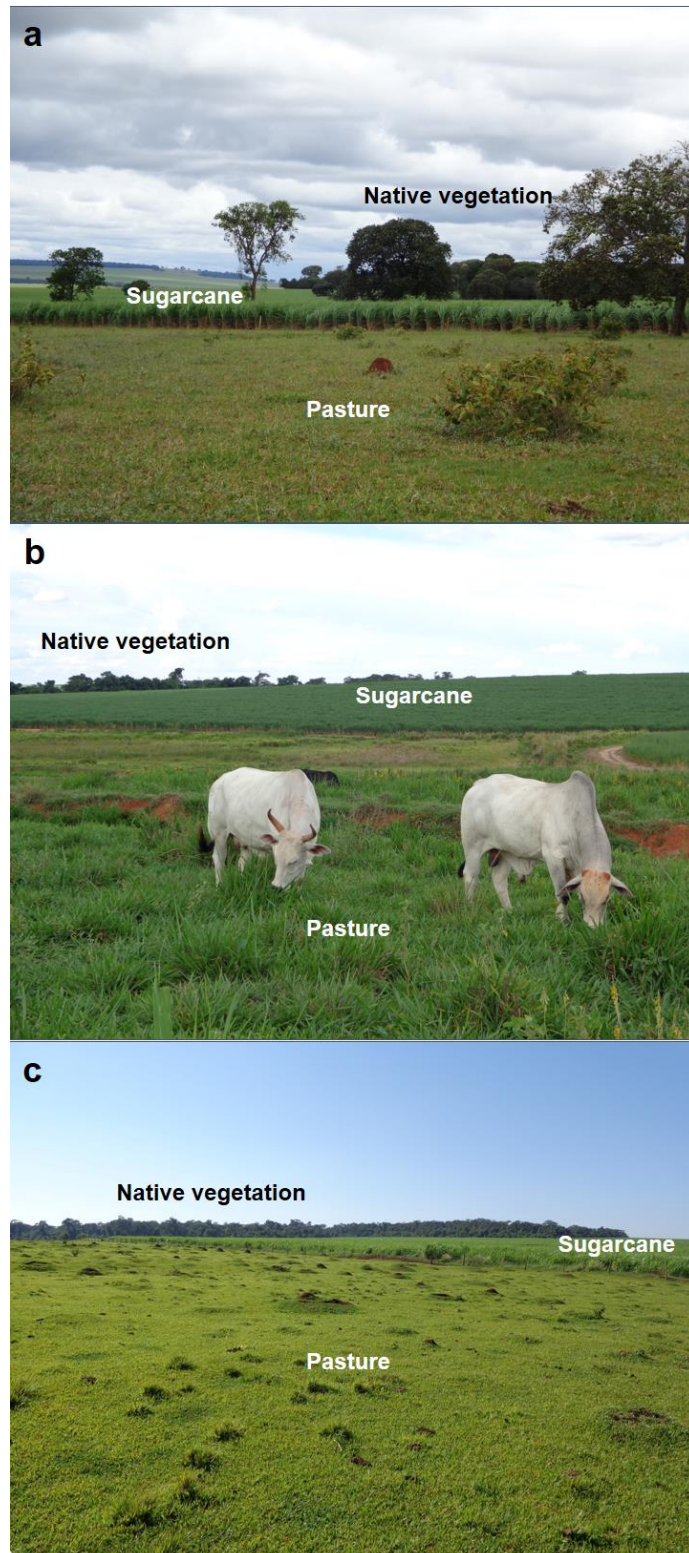 a
Native vegetation
Sugarcane
Pasture
b
Native vegetation
Sugarcane
Pasture
c
Native vegetation
Sugarcane
Pasture